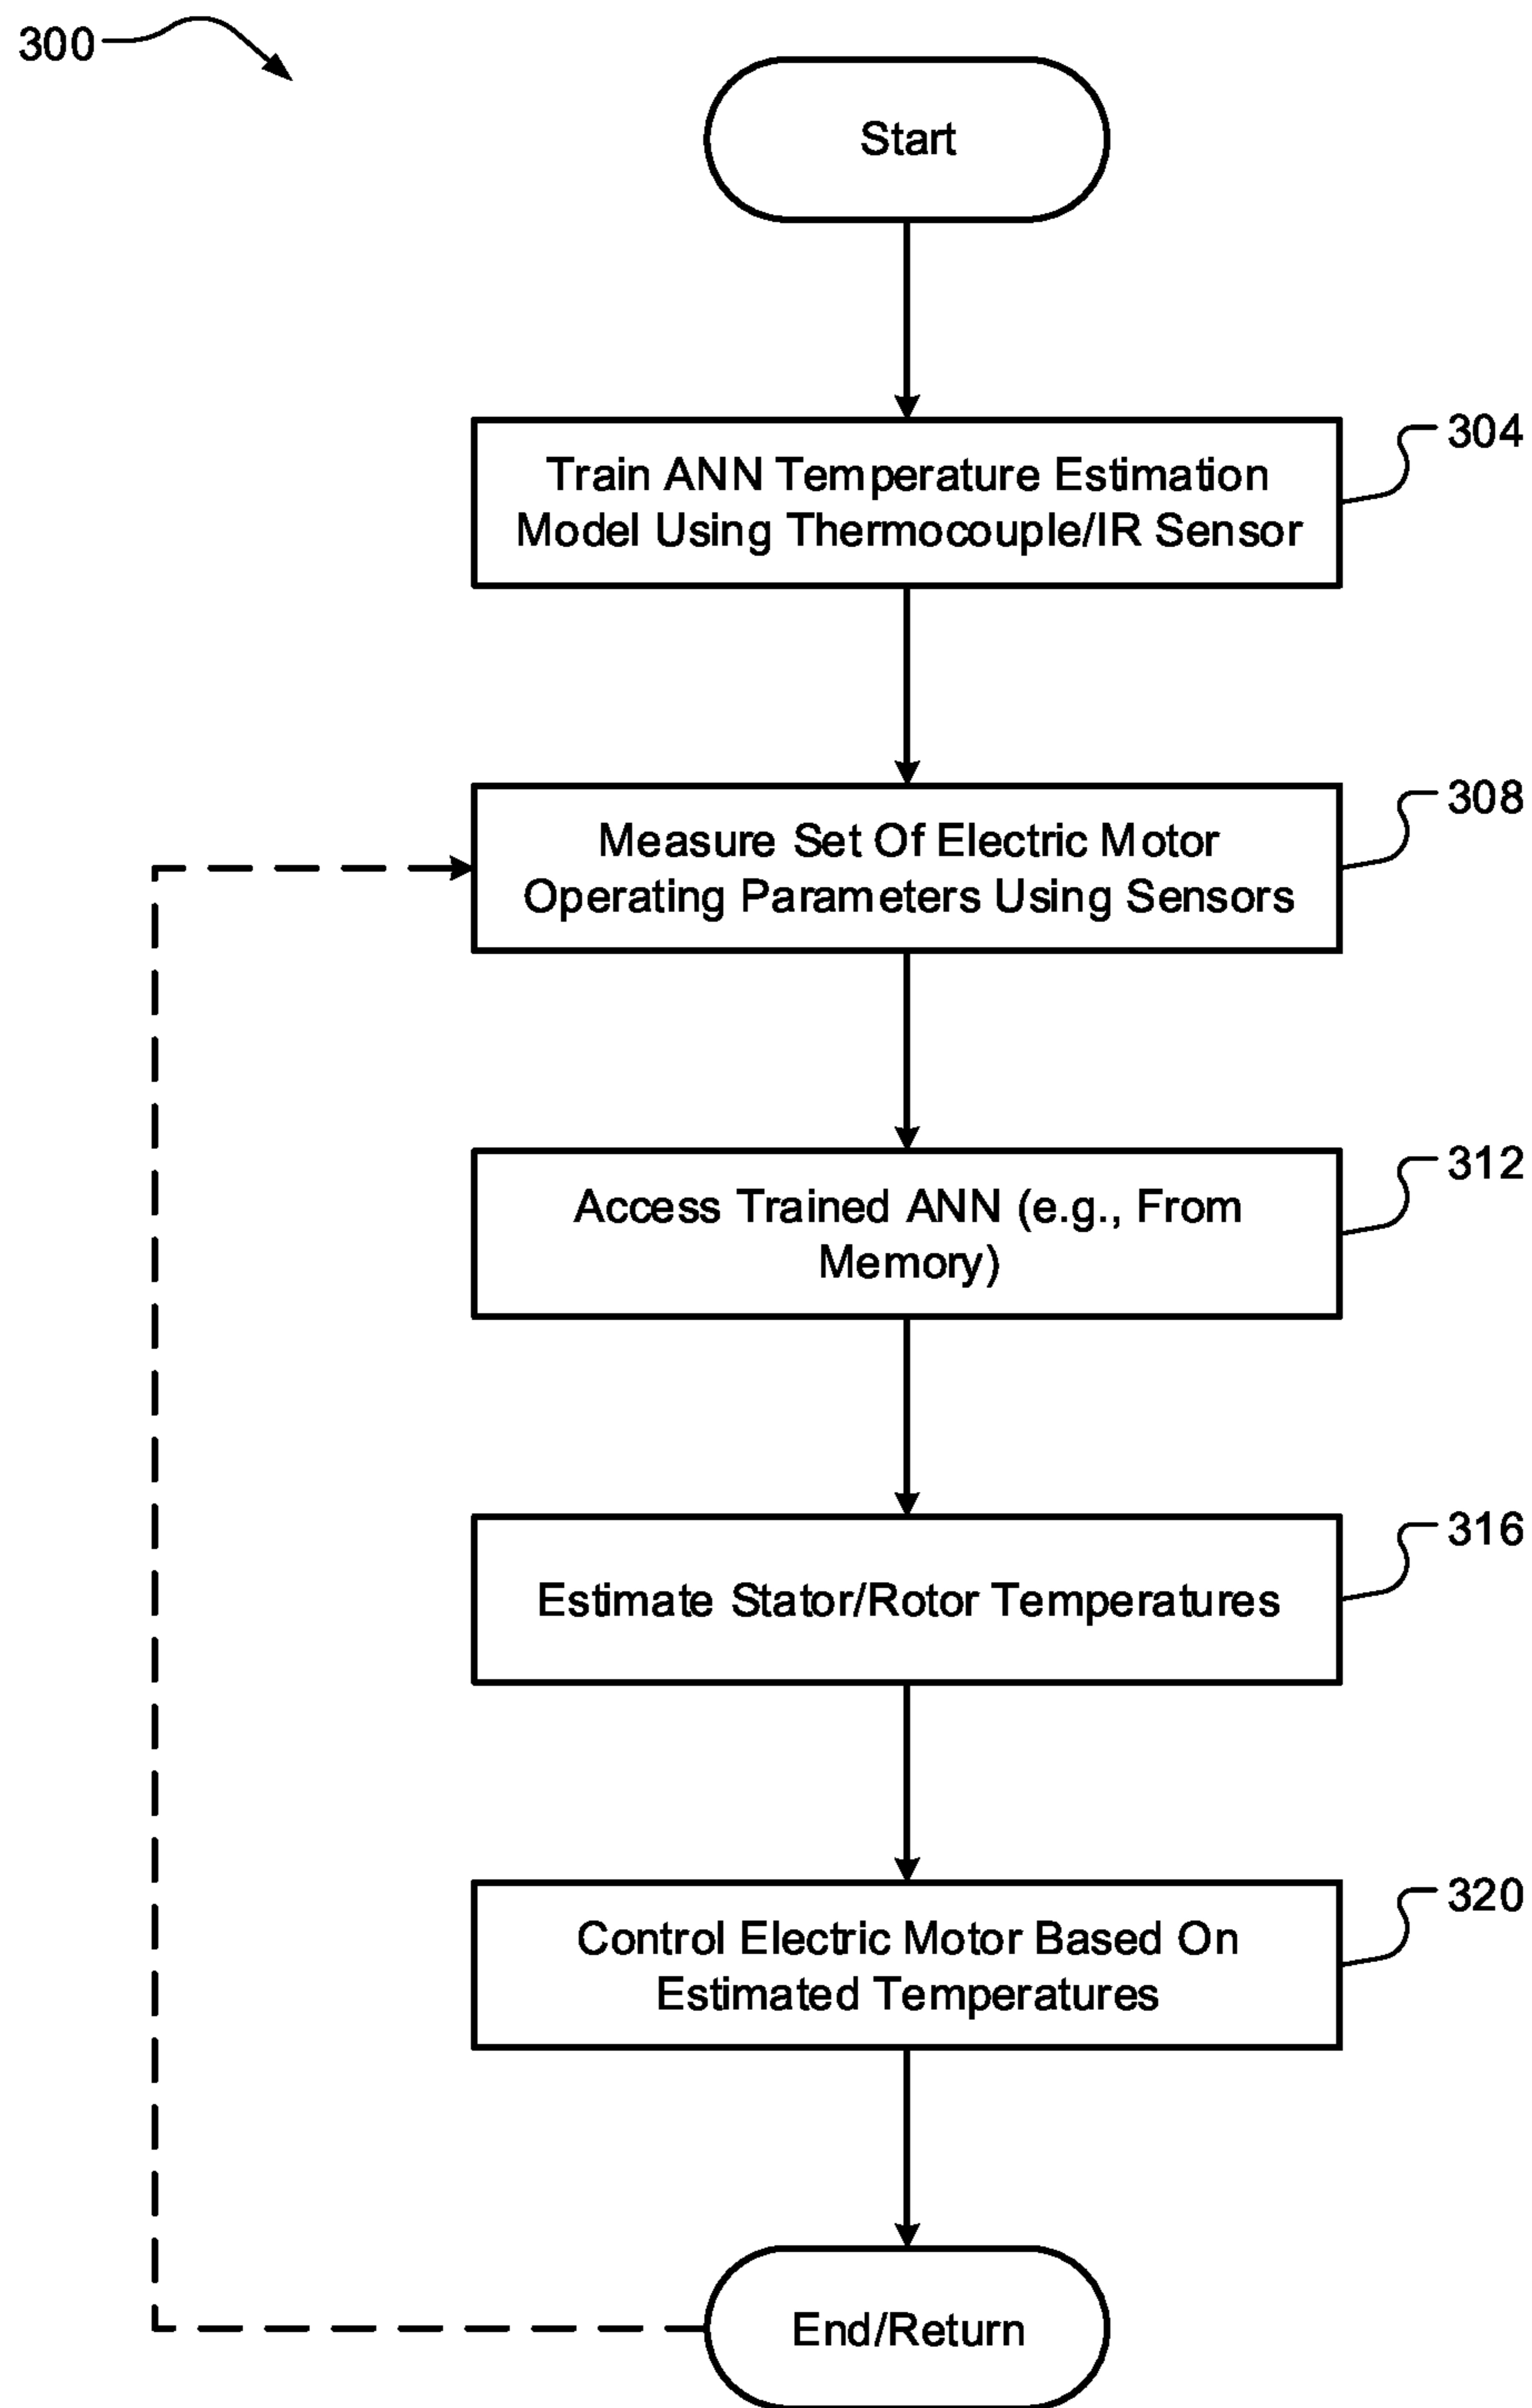 300
Start
Train ANN Temperature Estimation
Model Using Thermocouple/IR Sensor
304
Measure Set Of Electric Motor
Operating Parameters Using Sensors
308
Access Trained ANN (e.g., From
Memory)
312
Estimate Stator/Rotor Temperatures
316
Control Electric Motor Based On
Estimated Temperatures
320
End/Return